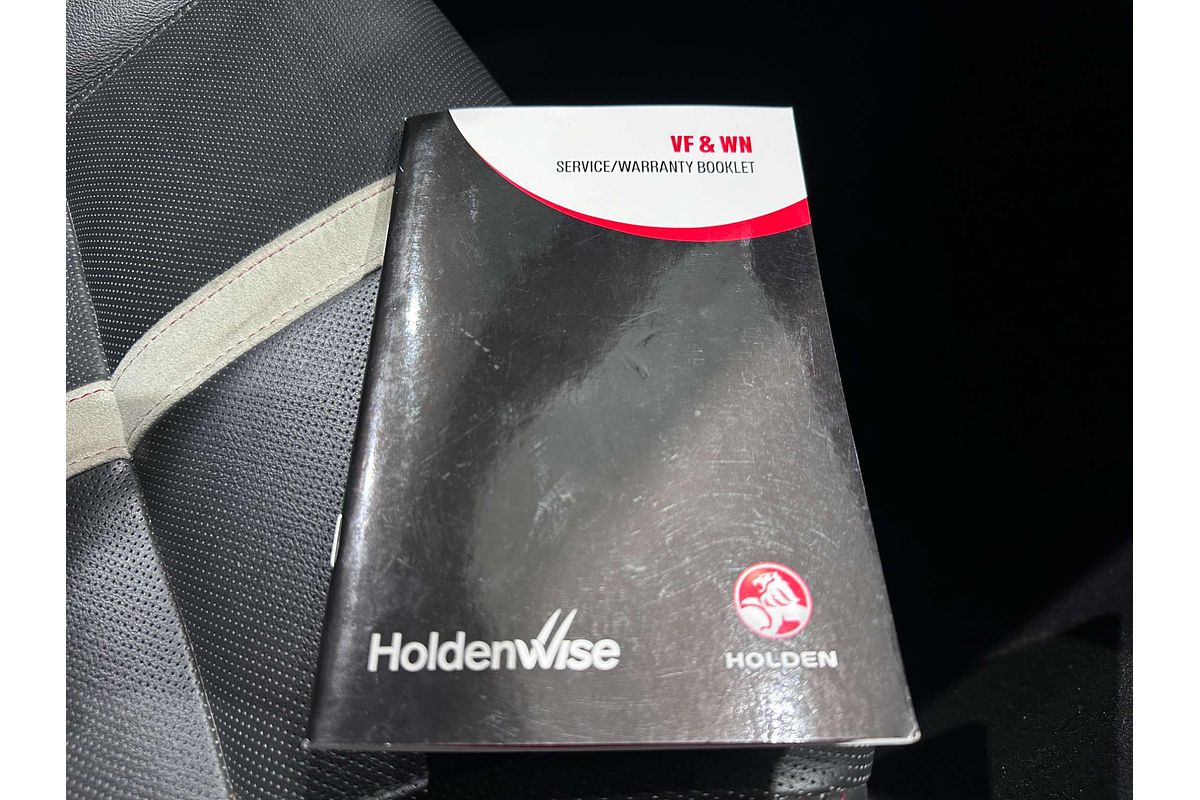 VF & WN
SERVICE/WARRANTY BOOKLET
HoldenWise
HOLDEN